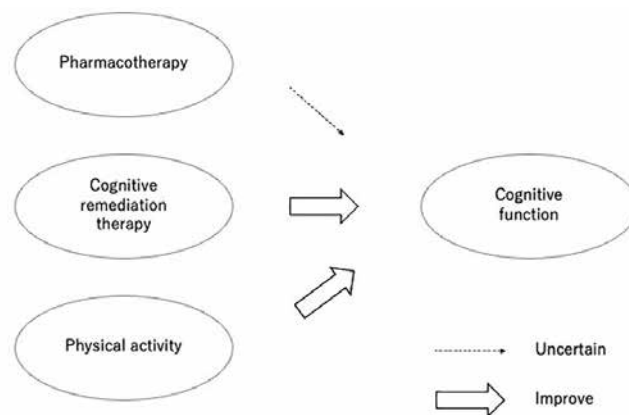 Pharmacotherapy
Cognitive
remediation
therapy
Cognitive
function
Physical activity
Uncertain
Improve